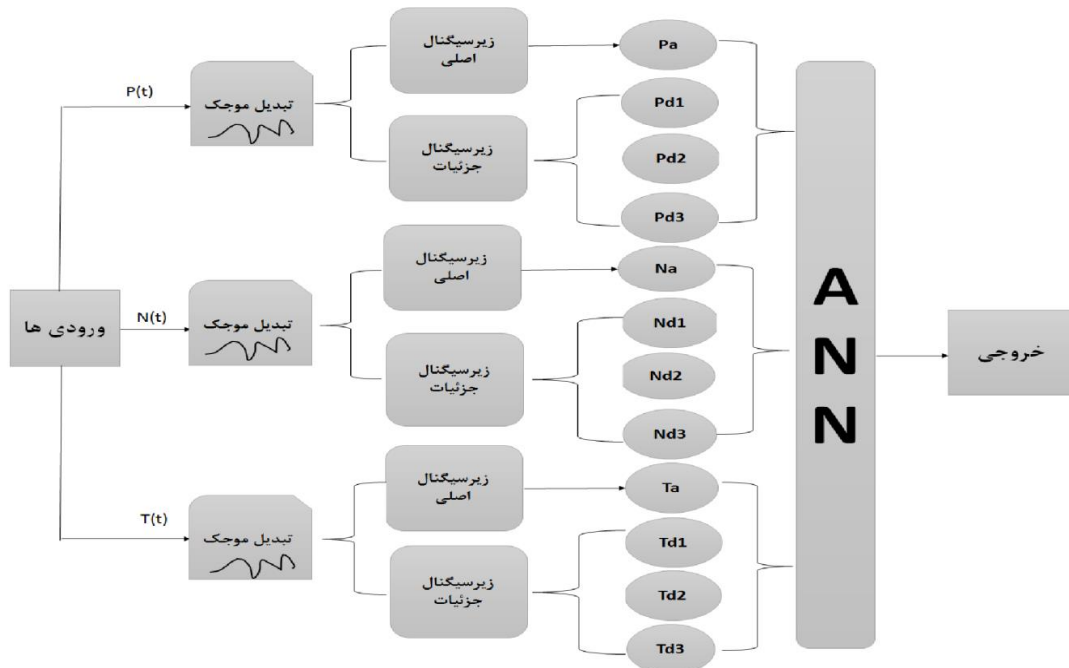 ورودی ها
P(t)
تبدیل موجک
زیرسیگنال
اصلی
Pa
زیرسیگنال
جزئیات
Pd1
Pd2
Pd3
N(t)
تبدیل موجک
زیرسیگنال
اصلی
Na
زیرسیگنال
جزئیات
Nd1
Nd2
Nd3
T(t)
تبدیل موجک
زیرسیگنال
اصلی
Ta
زیرسیگنال
جزئیات
Td1
Td2
Td3
A
N
N
خروجی